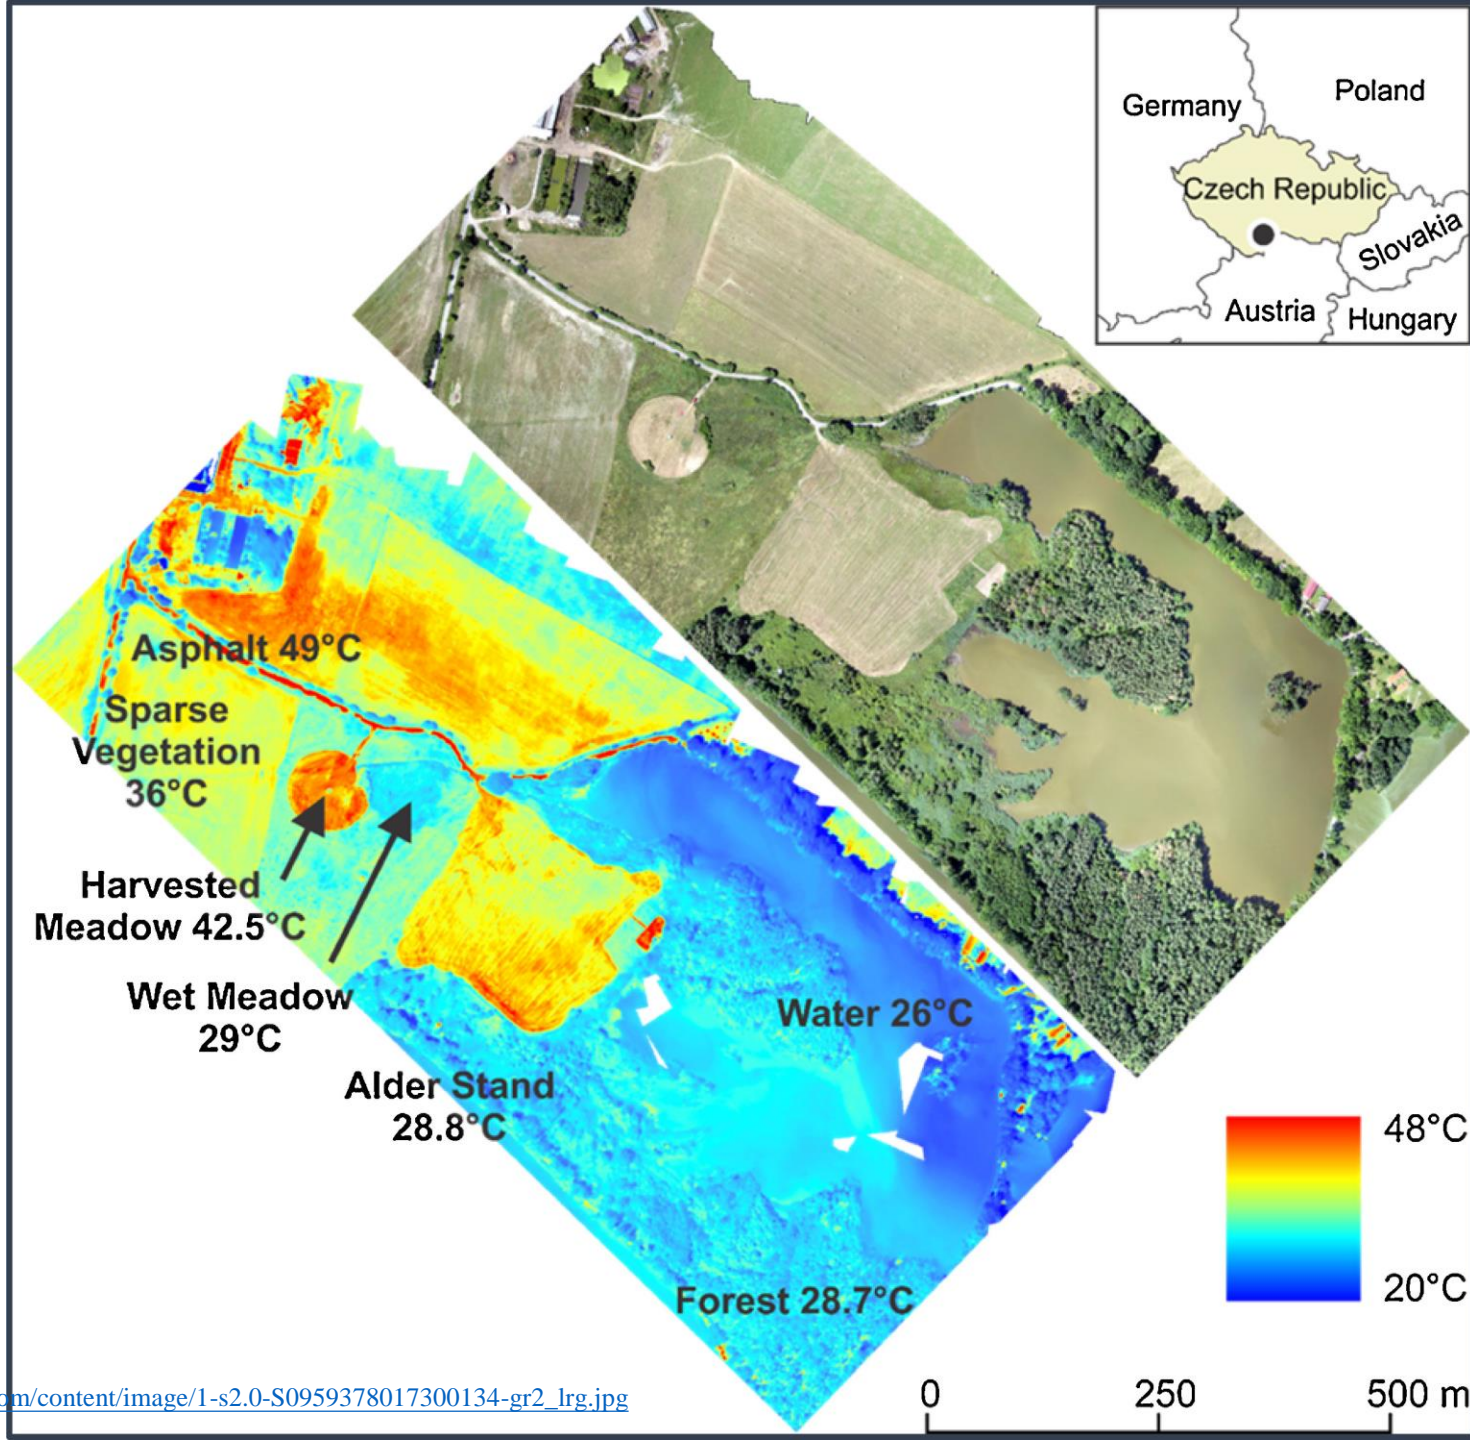 Germany
Poland
Czech Republic
Slovakia
Austria
Hungary
Asphalt 49°C
Sparse
Vegetation
36°C
Harvested
Meadow 42.5°C
Wet Meadow
29°C
Water 26°C
Alder Stand
28.8°C
Forest 28.7°C
48°C
20°C
om/content/image/1-s2.0-S0959378017300134-gr2_lrg.jpg
0 250 500 m